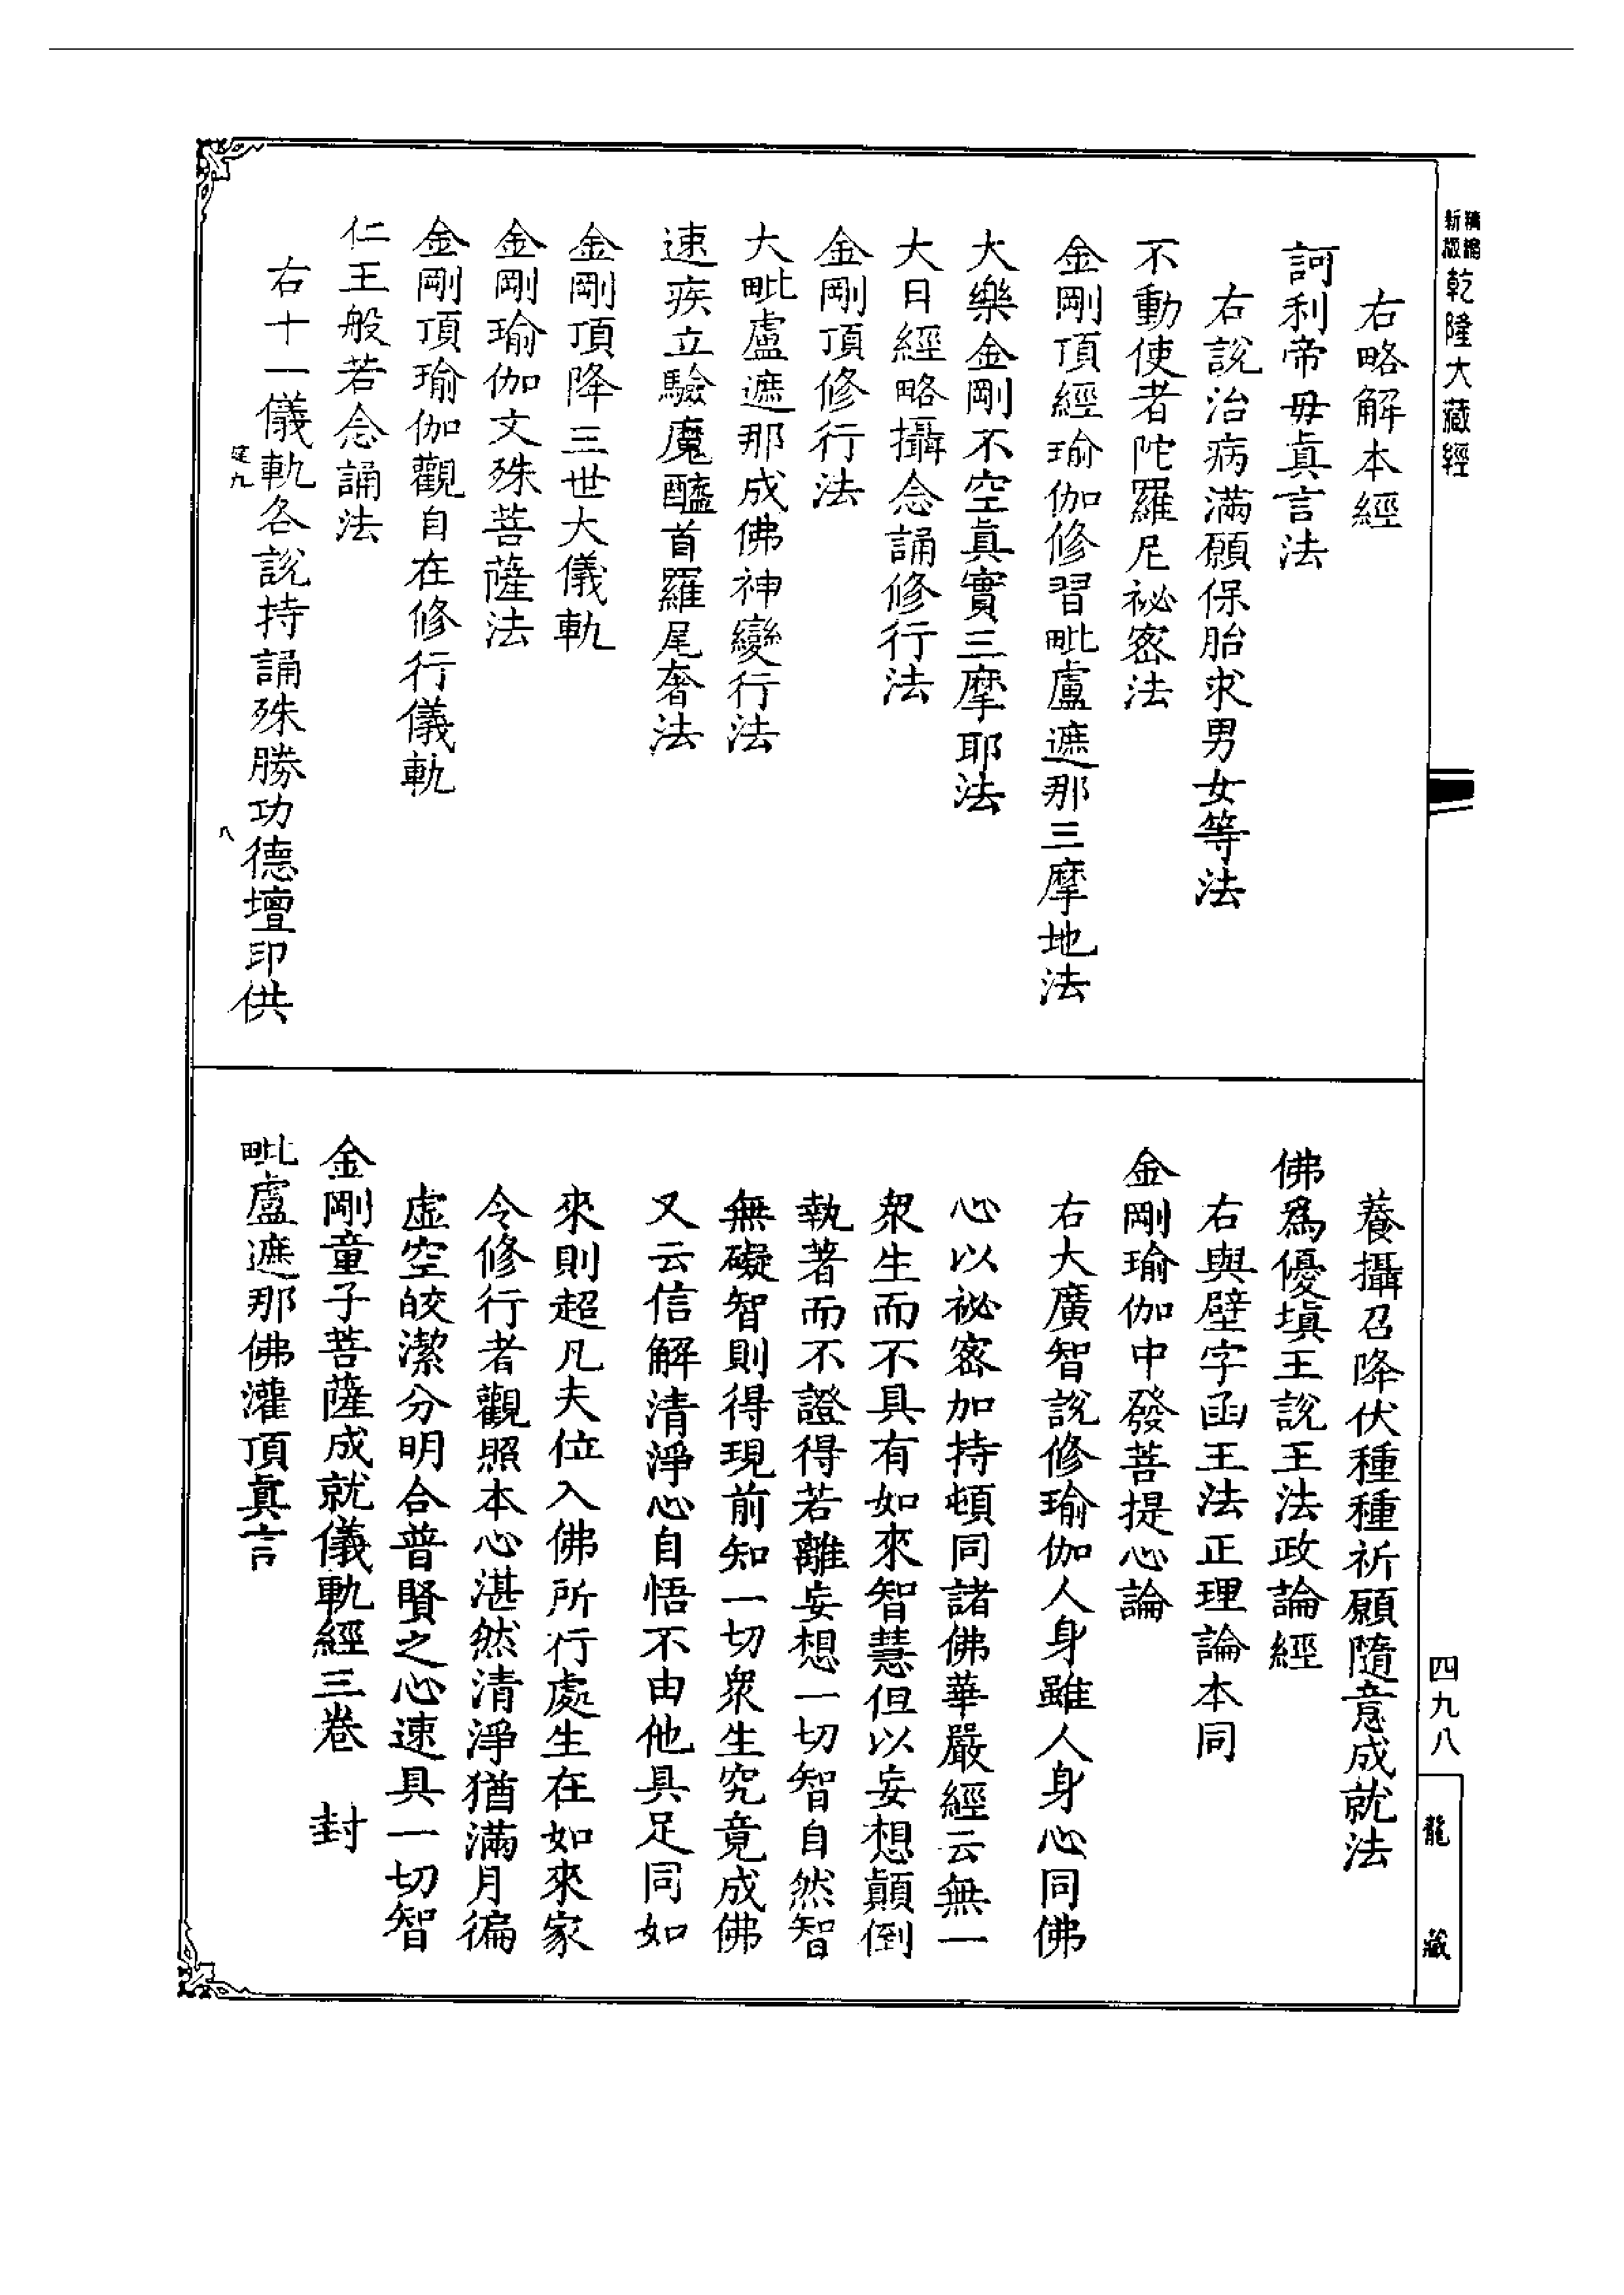 精縮新版乾隆大藏經
右略解本經
訶利帝毋眞言法
右說治病滿願保胎求男女等法
不動使者陀羅尼祕密法
金剛頂經瑜伽修習毗盧遮那三摩地法
大樂金剛不空眞實三摩耶法
大日經略攝念誦修行法
金剛頂修行法
大毗盧遮那成佛神變行法
速疾立驗魔醯首羅尾奢法
金剛頂降三世大儀軌
金剛瑜伽文殊菩薩法
金剛頂瑜伽觀自在修行儀軌
仁王般若念誦法
右十一儀軌各說持誦殊勝功德壇印供
建九 八
養攝召降伏種種祈願隨意成就法
佛爲優塡王說王法政論經
右與壁字函王法正理論本同
金剛瑜伽中發菩提心論
右大廣智說修瑜伽人身雖人身心同佛
心以祕密加持頓同諸佛華嚴經云無一
衆生而不具有如來智慧但以妄想顚倒
執著而不證得若離妄想一切智自然智
無礙智則得現前知一切衆生究竟成佛
又云信解清淨心自悟不由他具足同如
來則超凡夫位入佛所行處生在如來家
令修行者觀照本心湛然清淨猶滿月徧
虛空皎潔分明合普賢之心速具一切智
金剛童子菩薩成就儀軌經三卷 封
毗盧遮那佛灌頂眞言
四九八
龍藏